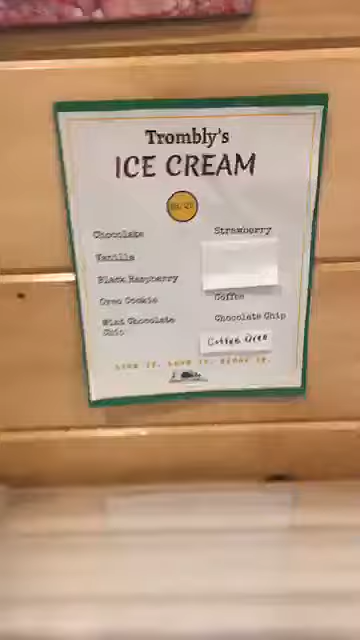 Trombly's
ICE CREAM
Chocolate
Vanilla
Black Raspberry
Oreo Cookie
Mint Chocolate
Chip
Strawberry
Coffee
Chocolate Chip
Coffee Oreo